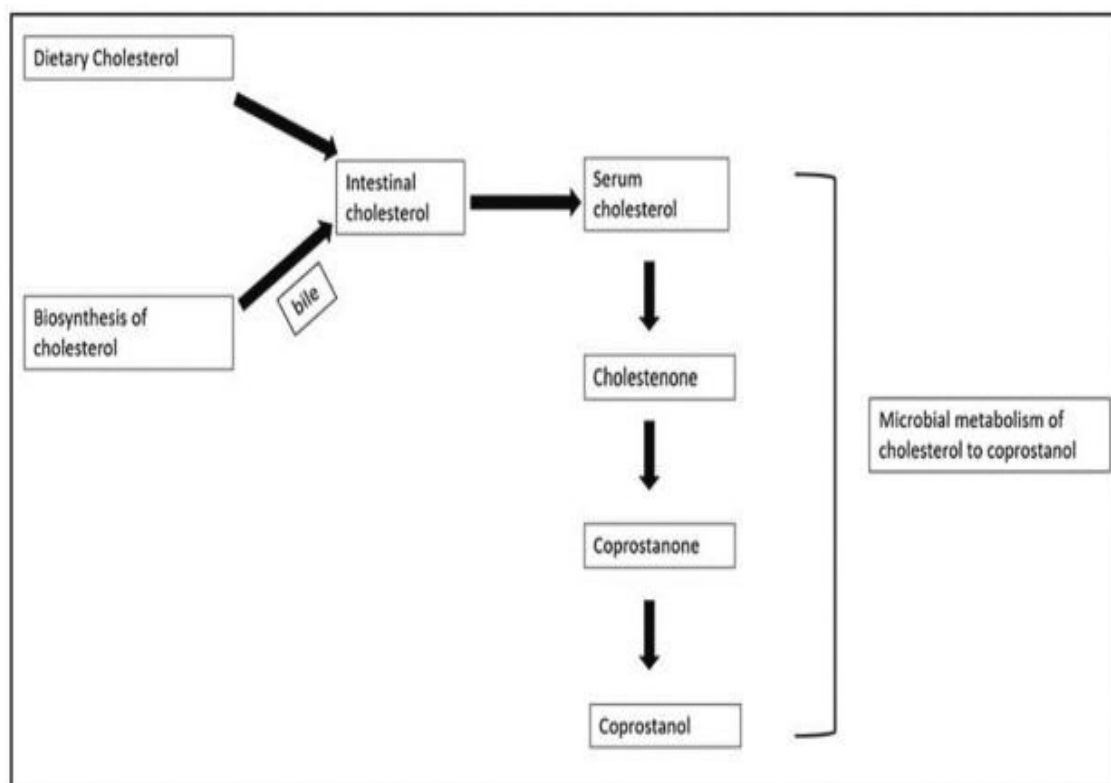 Dietary Cholesterol
Intestinal
cholesterol
Serum
cholesterol
bile
Biosynthesis of
cholesterol
Cholestenone
Microbial metabolism of
cholesterol to coprostanol
Coprostanone
Coprostanol